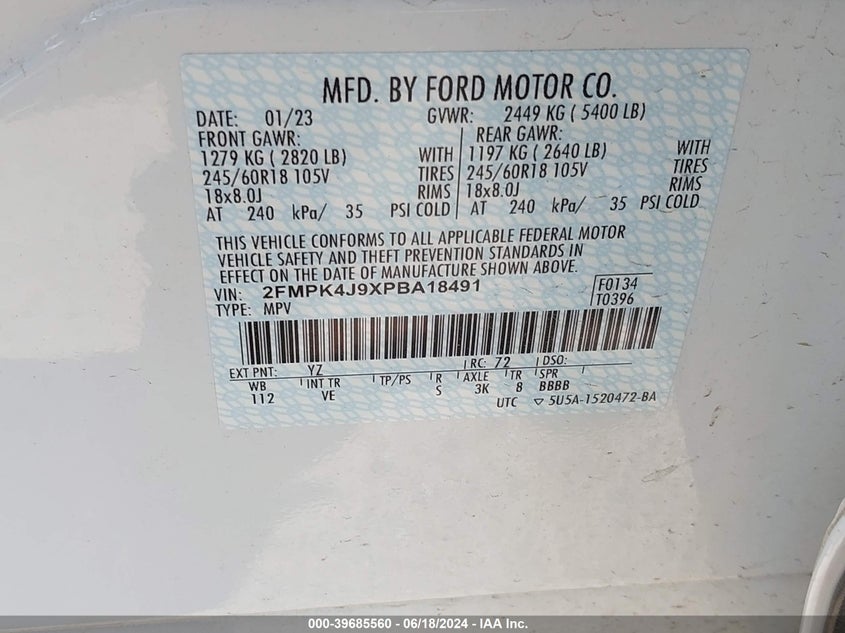 MFD. BY FORD MOTOR CO.
DATE: 01/23 GVWR: 2449 KG ( 5400 LB)
FRONT GAWR: REAR GAWR:
1279 KG ( 2820 LB) WITH 1197 KG ( 2640 LB) WITH
245/60R18 105V TIRES 245/60R18 105V TIRES
18x8.0J RIMS 18x8.0J RIMS
AT 240 kPa/ 35 PSI COLD AT 240 kPa/ 35 PSI COLD
THIS VEHICLE CONFORMS TO ALL APPLICABLE FEDERAL MOTOR
VEHICLE SAFETY AND THEFT PREVENTION STANDARDS IN
EFFECT ON THE DATE OF MANUFACTURE SHOWN ABOVE.
VIN: 2FMPK4J9XPBA18491 F0134
TYPE: MPV T0396
EXT PNT: YZ RC: 72 DSO:
WB INT TR TP/PS R AXLE TR SPR
112 VE S 3K 8 BBBB
UTC ▽ 5U5A-1520472-BA
000-39685560 - 06/18/2024 - IAA Inc.